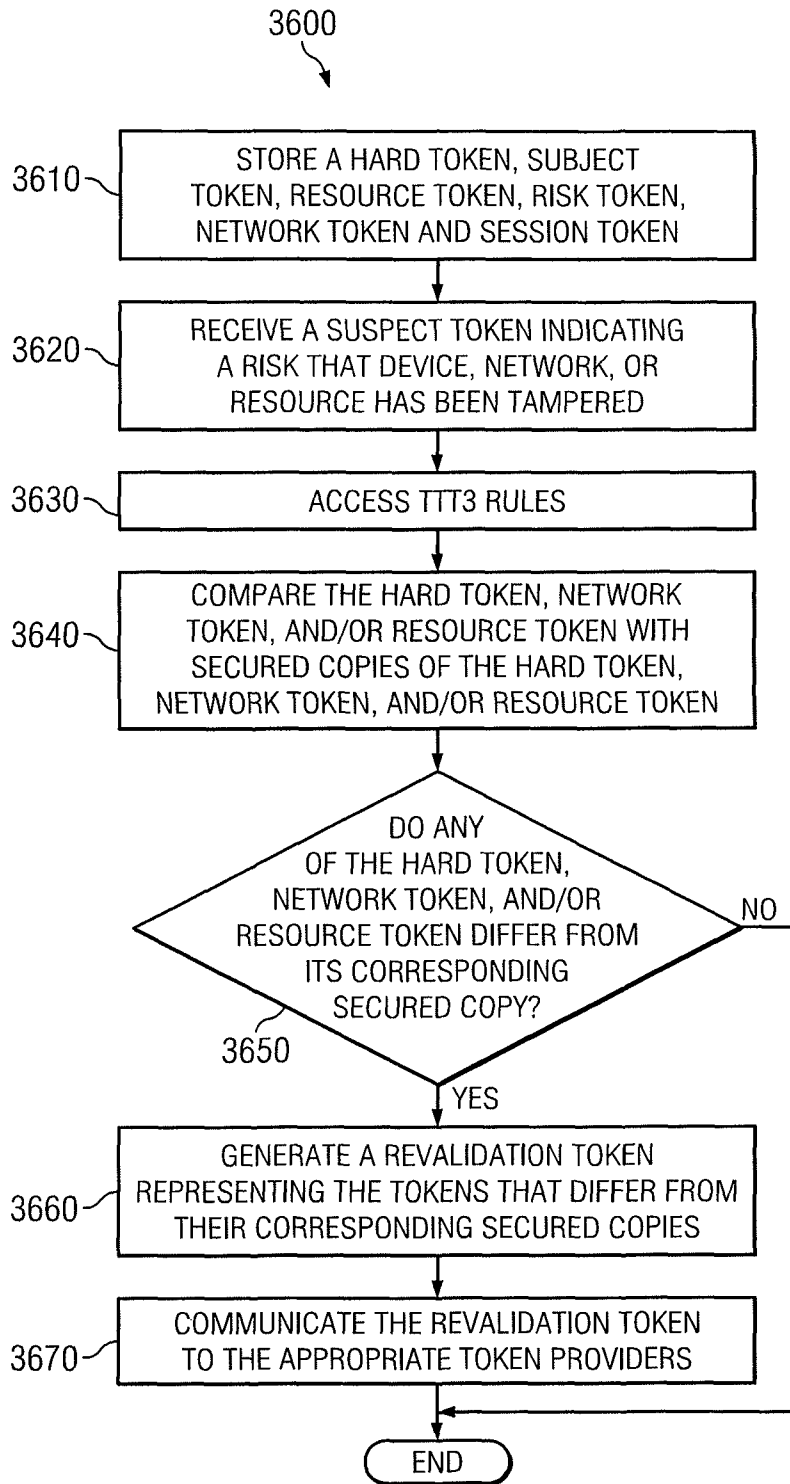 3600
3610
STORE A HARD TOKEN, SUBJECT
TOKEN, RESOURCE TOKEN, RISK TOKEN,
NETWORK TOKEN AND SESSION TOKEN
3620
RECEIVE A SUSPECT TOKEN INDICATING
A RISK THAT DEVICE, NETWORK, OR
RESOURCE HAS BEEN TAMPERED
3630
ACCESS TTT3 RULES
3640
COMPARE THE HARD TOKEN, NETWORK
TOKEN, AND/OR RESOURCE TOKEN WITH
SECURED COPIES OF THE HARD TOKEN,
NETWORK TOKEN, AND/OR RESOURCE TOKEN
DO ANY
OF THE HARD TOKEN,
NETWORK TOKEN, AND/OR
RESOURCE TOKEN DIFFER FROM
ITS CORRESPONDING
SECURED COPY?
NO
3650
YES
3660
GENERATE A REVALIDATION TOKEN
REPRESENTING THE TOKENS THAT DIFFER FROM
THEIR CORRESPONDING SECURED COPIES
3670
COMMUNICATE THE REVALIDATION TOKEN
TO THE APPROPRIATE TOKEN PROVIDERS
END